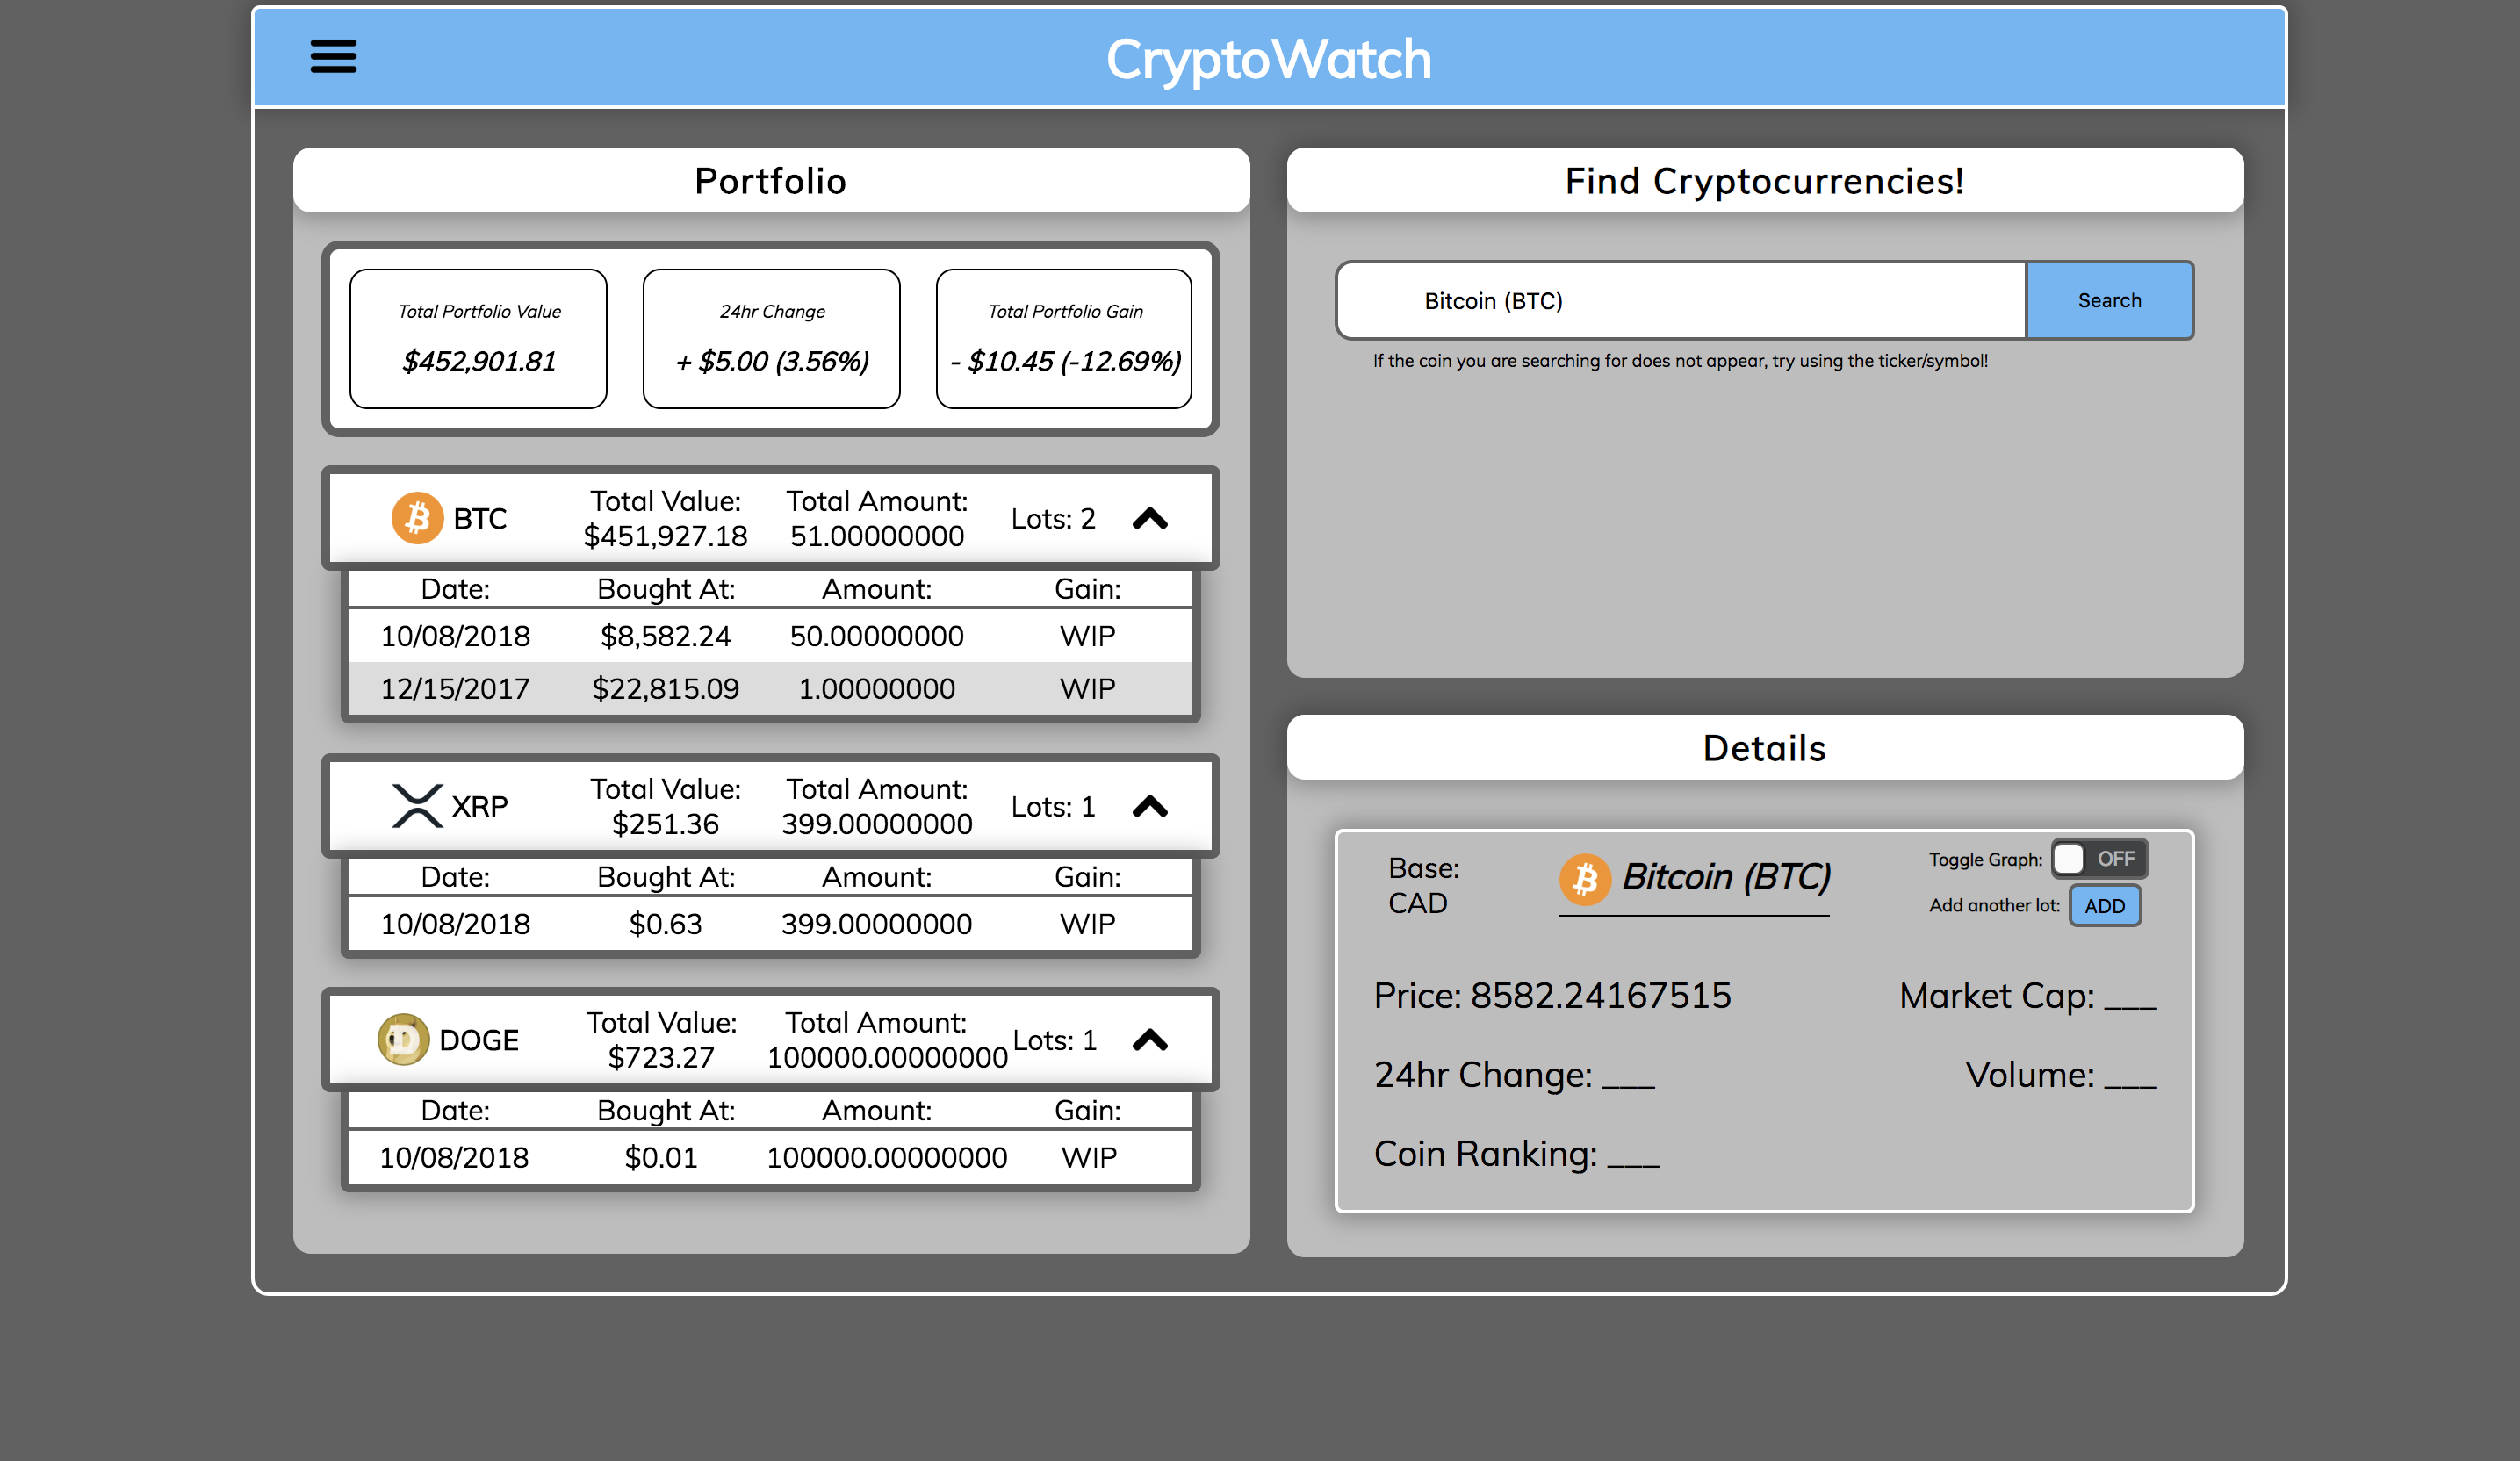 CryptoWatch
Portfolio
Total Portfolio Value
$452,901.81
24hr Change
+ $5.00 (3.56%)
Total Portfolio Gain
- $10.45 (-12.69%)
BTC
Total Value:
$451,927.18
Total Amount:
51.00000000
Lots: 2
Date: Bought At: Amount: Gain:
10/08/2018 $8,582.24 50.00000000 WIP
12/15/2017 $22,815.09 1.00000000 WIP
XRP
Total Value:
$251.36
Total Amount:
399.00000000
Lots: 1
Date: Bought At: Amount: Gain:
10/08/2018 $0.63 399.00000000 WIP
DOGE
Total Value:
$723.27
Total Amount:
100000.00000000
Lots: 1
Date: Bought At: Amount: Gain:
10/08/2018 $0.01 100000.00000000 WIP
Find Cryptocurrencies!
Bitcoin (BTC)
Search
If the coin you are searching for does not appear, try using the ticker/symbol!
Details
Base:
CAD
Bitcoin (BTC)
Toggle Graph: OFF
Add another lot: ADD
Price: 8582.24167515
Market Cap: ___
24hr Change: ___
Volume: ___
Coin Ranking: ___